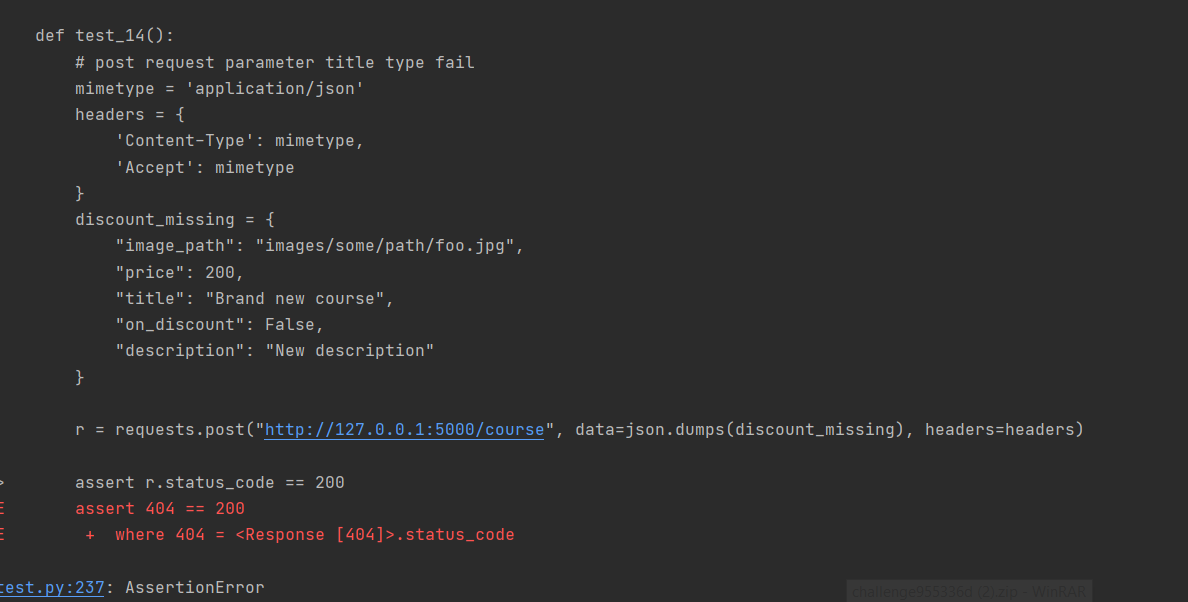 def test_14():
    # post request parameter title type fail
    mimetype = 'application/json'
    headers = {
        'Content-Type': mimetype,
        'Accept': mimetype
    }
    discount_missing = {
        "image_path": "images/some/path/foo.jpg",
        "price": 200,
        "title": "Brand new course",
        "on_discount": False,
        "description": "New description"
    }
    r = requests.post("http://127.0.0.1:5000/course", data=json.dumps(discount_missing), headers=headers)
>       assert r.status_code == 200
E       assert 404 == 200
E        +  where 404 = <Response [404]>.status_code
test.py:237: AssertionError
(2).zip - WinRAR